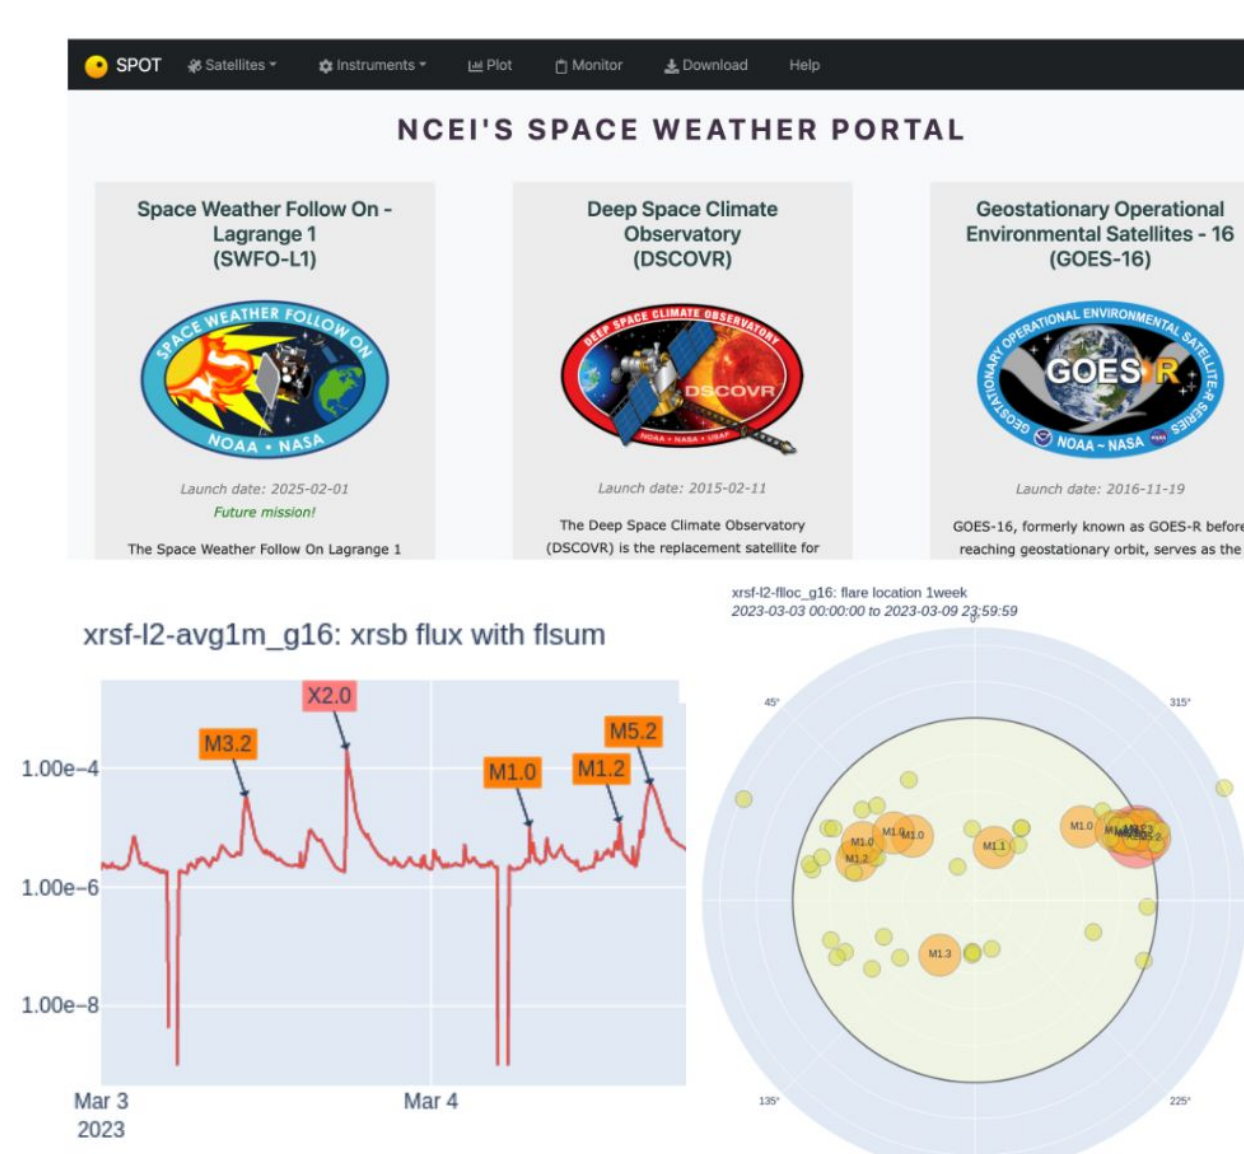 SPOT Satellites Instruments Plot Monitor Download Help
NCEI'S SPACE WEATHER PORTAL
Space Weather Follow On -
Lagrange 1
(SWFO-L1)
SPACE WEATHER FOLLOW ON
NOAA • NASA
Launch date: 2025-02-01
Future mission!
The Space Weather Follow On Lagrange 1
Deep Space Climate
Observatory
(DSCOVR)
DEEP SPACE CLIMATE OBSERVATORY
DSCOVR
NOAA • NASA • USAF
Launch date: 2015-02-11
The Deep Space Climate Observatory
(DSCOVR) is the replacement satellite for
Geostationary Operational
Environmental Satellites - 16
(GOES-16)
GEOSTATIONARY OPERATIONAL ENVIRONMENTAL SATELLITE-R SERIES
GOES R
NOAA ~ NASA
Launch date: 2016-11-19
GOES-16, formerly known as GOES-R before
reaching geostationary orbit, serves as the
xrsf-l2-avg1m_g16: xrsb flux with flsum
X2.0
M3.2
M5.2
M1.0
M1.2
1.00e−4
1.00e−6
1.00e−8
Mar 3
2023
Mar 4
xrsf-l2-flloc_g16: flare location 1week
2023-03-03 00:00:00 to 2023-03-09 23:59:59
0°
45°
315°
M1.0
M1.0
M1.0
M1.2
M1.1
M1.0
M1.3
135°
225°